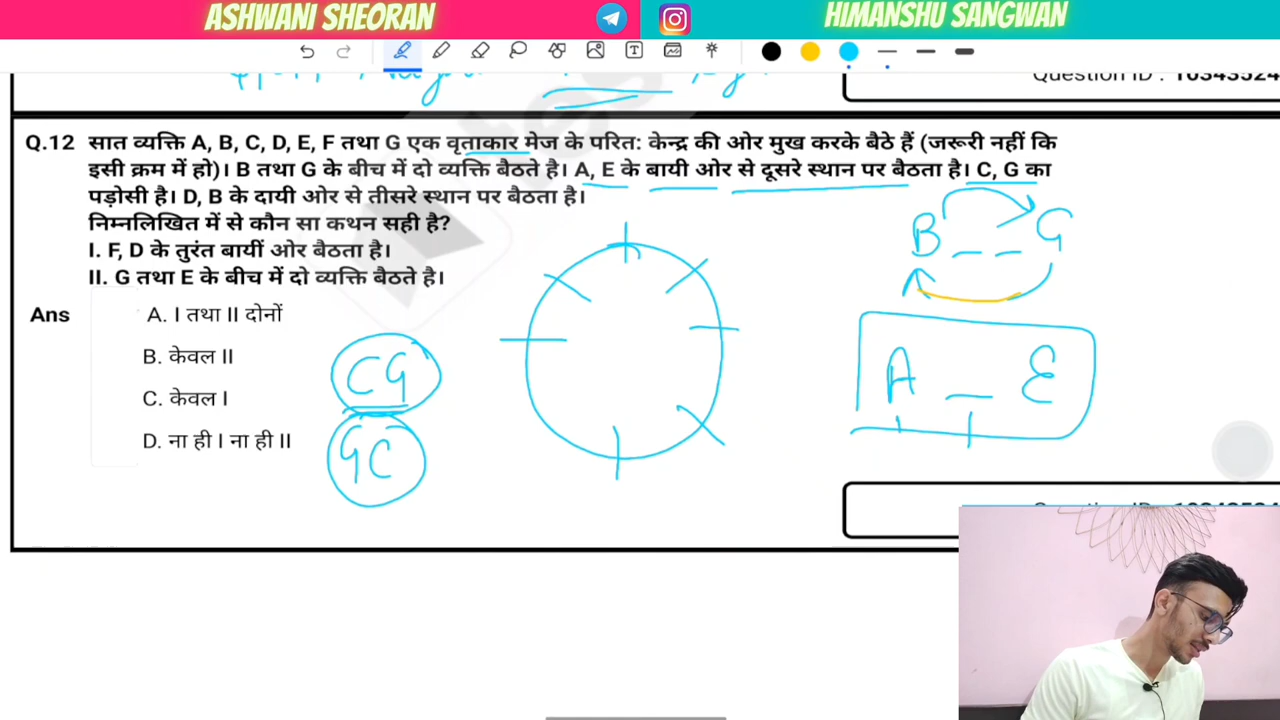 ASHWANI SHEORAN
HIMANSHU SANGWAN
Question ID : 10343524
Q.12 सात व्यक्ति A, B, C, D, E, F तथा G एक वृताकार मेज के परित: केन्द्र की ओर मुख करके बैठे हैं (जरूरी नहीं कि
इसी क्रम में हो)। B तथा G के बीच में दो व्यक्ति बैठते है। A, E के बायी ओर से दूसरे स्थान पर बैठता है। C, G का
पड़ोसी है। D, B के दायी ओर से तीसरे स्थान पर बैठता है।
निम्नलिखित में से कौन सा कथन सही है?
I. F, D के तुरंत बायीं ओर बैठता है।
II. G तथा E के बीच में दो व्यक्ति बैठते है।
B _ _ G
Ans A. I तथा II दोनों
B. केवल II
C. केवल I
D. ना ही I ना ही II
CG
GC
A _ E